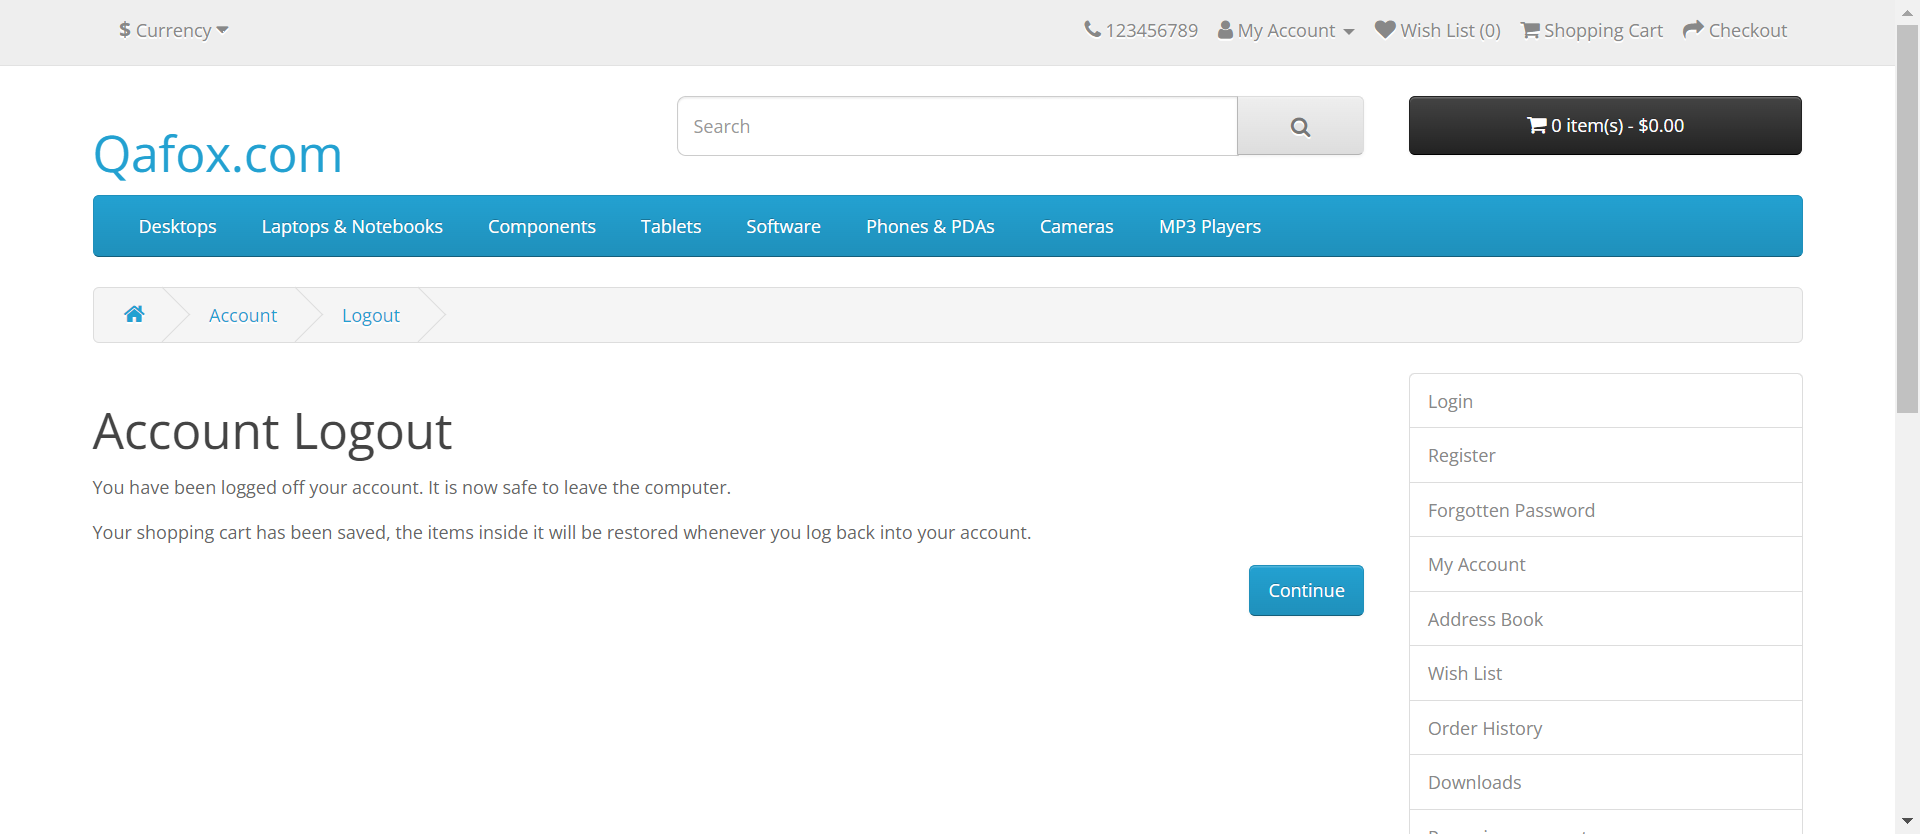 $ Currency
123456789 My Account Wish List (0) Shopping Cart Checkout
Qafox.com
Search
0 item(s) - $0.00
Desktops Laptops & Notebooks Components Tablets Software Phones & PDAs Cameras MP3 Players
Account Logout
Account Logout
You have been logged off your account. It is now safe to leave the computer.
Your shopping cart has been saved, the items inside it will be restored whenever you log back into your account.
Continue
Login
Register
Forgotten Password
My Account
Address Book
Wish List
Order History
Downloads